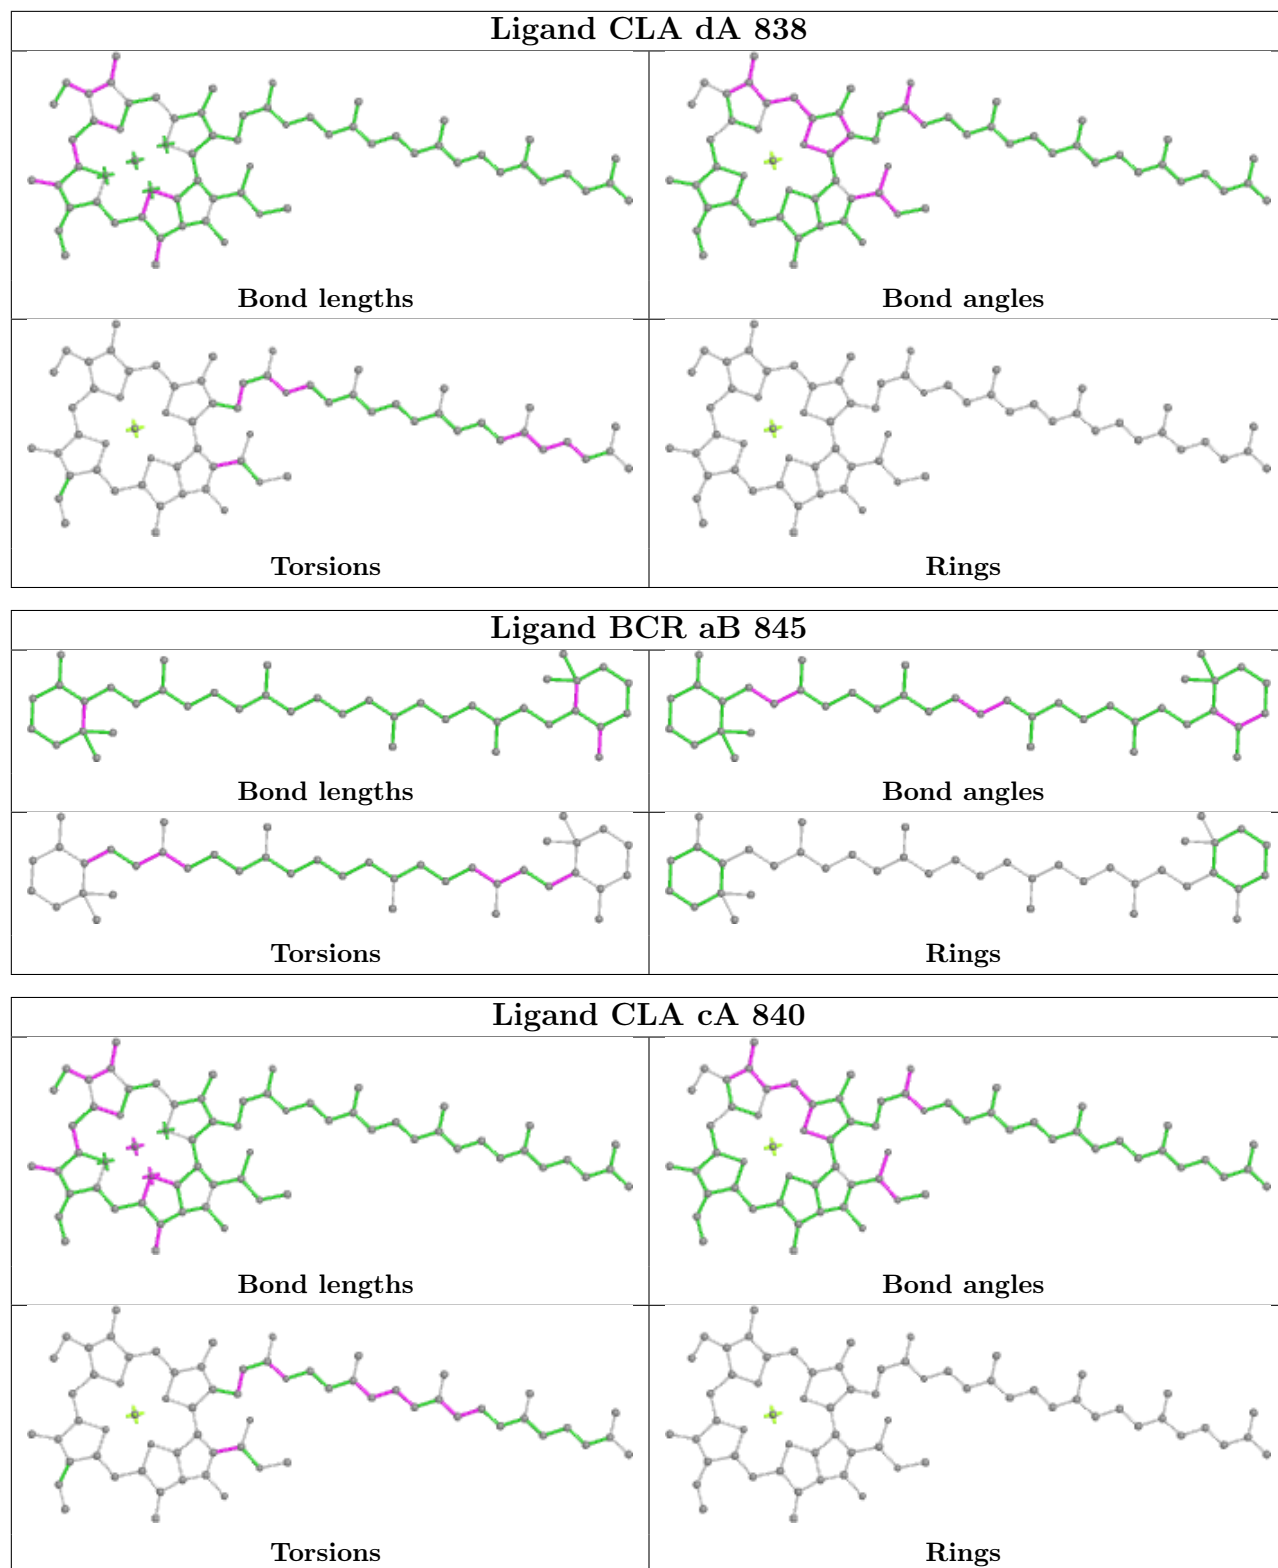 Ligand CLA dA 838
Bond lengths
Bond angles
Torsions
Rings
Ligand BCR aB 845
Bond lengths
Bond angles
Torsions
Rings
Ligand CLA cA 840
Bond lengths
Bond angles
Torsions
Rings